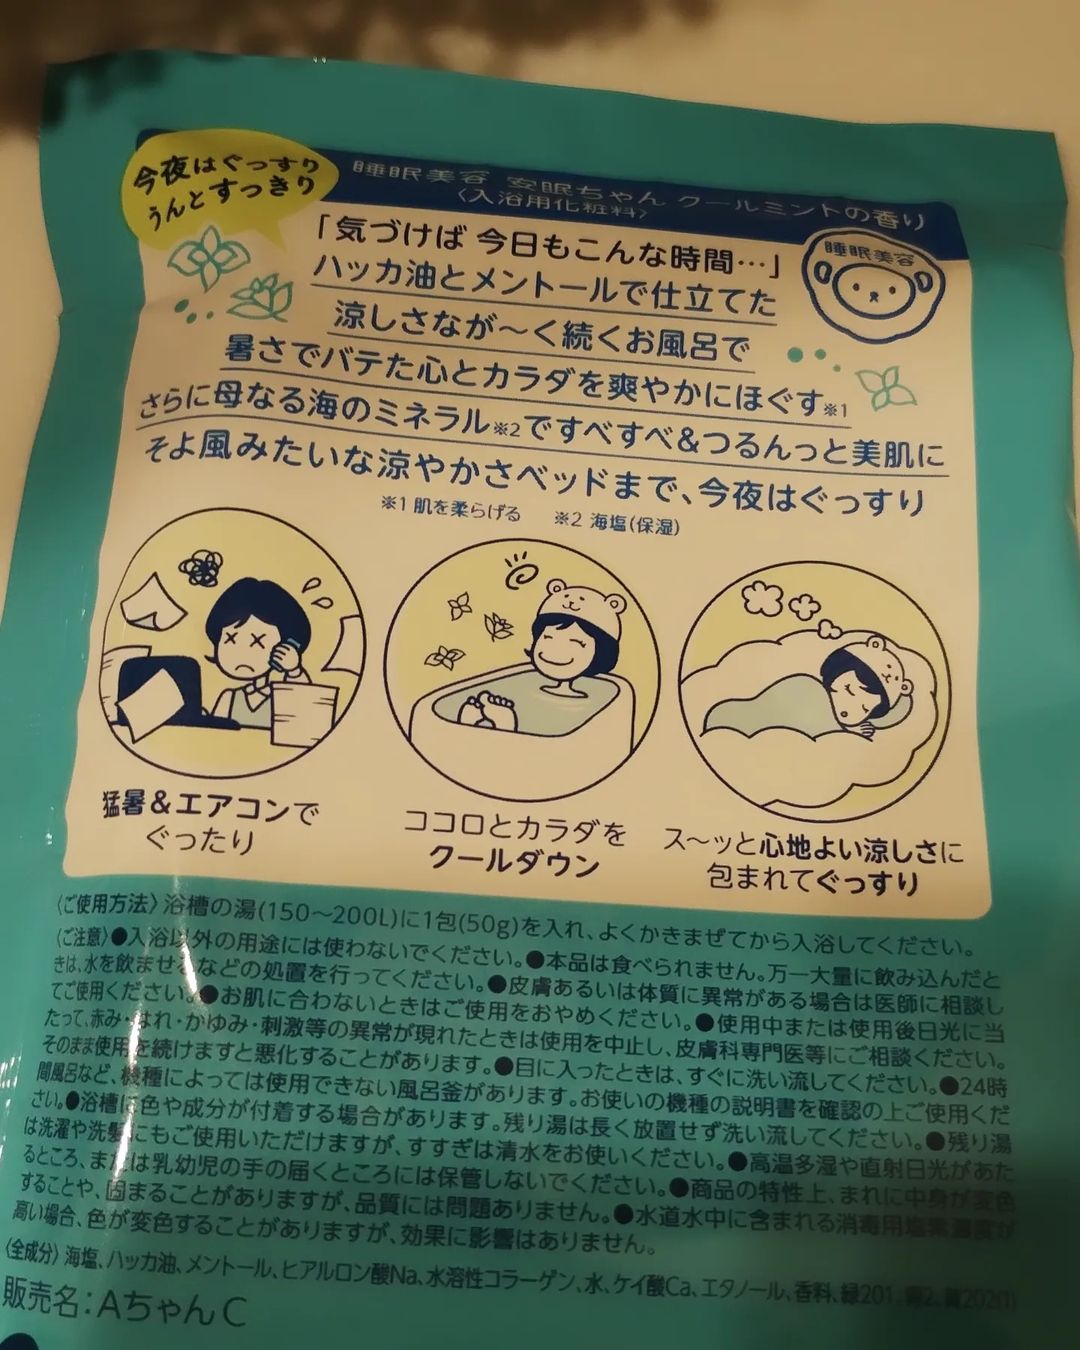 今夜はぐっすり
うんとすっきり
睡眠美容 安眠ちゃん クールミントの香り
〈入浴用化粧料〉
「気づけば 今日もこんな時間…」
睡眠美容
ハッカ油とメントールで仕立てた
涼しさなが〜く続くお風呂で
暑さでバテた心とカラダを爽やかにほぐす※1
さらに母なる海のミネラル※2ですべすべ&つるんっと美肌に
そよ風みたいな涼やかさベッドまで、今夜はぐっすり
※1 肌を柔らげる ※2 海塩(保湿)
猛暑&エアコンで
ぐったり
ココロとカラダを
クールダウン
ス〜ッと心地よい涼しさに
包まれてぐっすり
〈ご使用方法〉浴槽の湯(150〜200L)に1包(50g)を入れ、よくかきまぜてから入浴してください。
〈ご注意〉●入浴以外の用途には使わないでください。●本品は食べられません。万一大量に飲み込んだと
きは、水を飲ませるなどの処置を行ってください。●皮膚あるいは体質に異常がある場合は医師に相談し
てご使用ください。●お肌に合わないときはご使用をおやめください。●使用中または使用後日光に当
たって、赤み・はれ・かゆみ・刺激等の異常が現れたときは使用を中止し、皮膚科専門医等にご相談ください。
そのまま使用を続けますと悪化することがあります。●目に入ったときは、すぐに洗い流してください。●24時
間風呂など、機種によっては使用できない風呂釜があります。お使いの機種の説明書を確認の上ご使用くだ
さい。●浴槽に色や成分が付着する場合があります。残り湯は長く放置せず洗い流してください。●残り湯
は洗濯や洗髪にもご使用いただけますが、すすぎは清水をお使いください。●高温多湿や直射日光があた
るところ、または乳幼児の手の届くところには保管しないでください。●商品の特性上、まれに中身が変色
することや、固まることがありますが、品質には問題ありません。●水道水中に含まれる消毒用塩素濃度が
高い場合、色が変色することがありますが、効果に影響はありません。
〈全成分〉海塩、ハッカ油、メントール、ヒアルロン酸Na、水溶性コラーゲン、水、ケイ酸Ca、エタノール、香料、緑201、青2、黄202(1)
販売名：AちゃんC